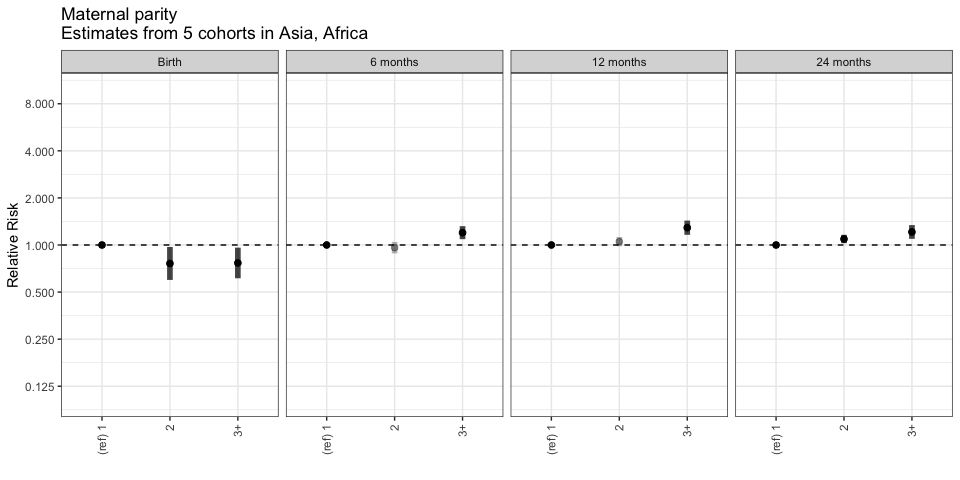 Maternal parity
Estimates from 5 cohorts in Asia, Africa
Birth
6 months
12 months
24 months
Relative Risk
8.000
4.000
2.000
1.000
0.500
0.250
0.125
(ref) 1
2
3+
(ref) 1
2
3+
(ref) 1
2
3+
(ref) 1
2
3+